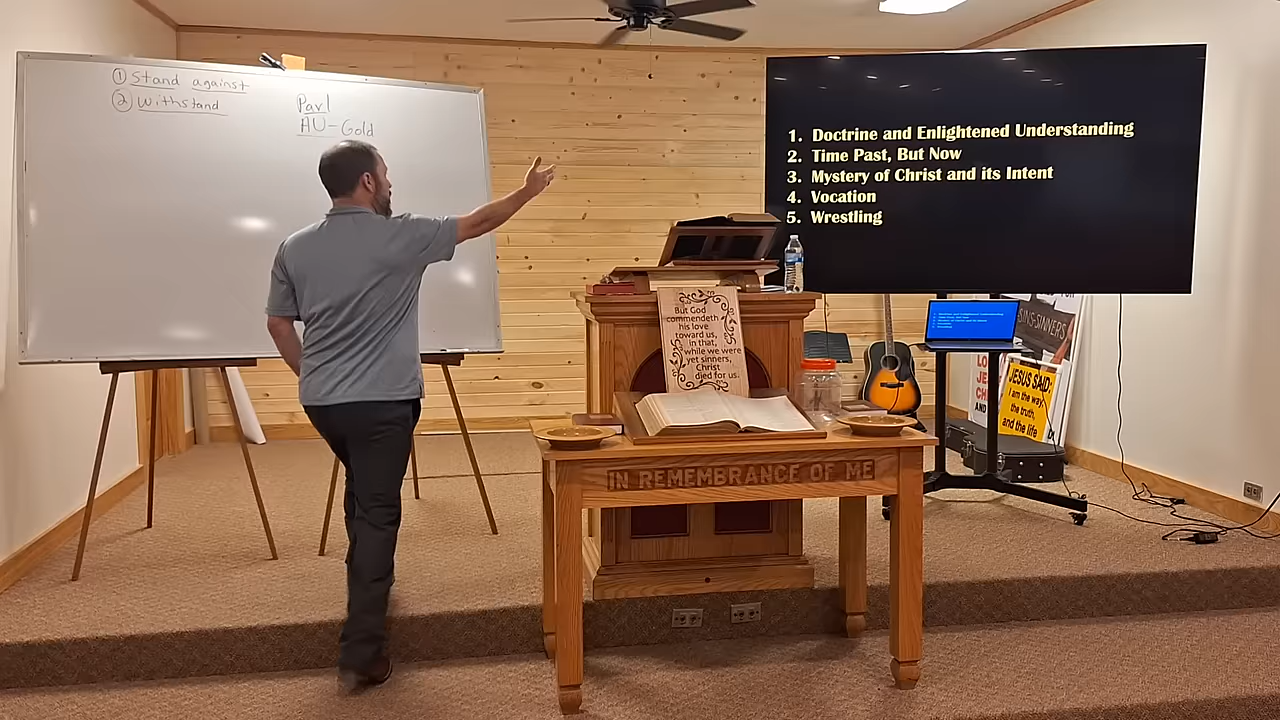 ① Stand against
② Withstand
Paul
AU-Gold
1. Doctrine and Enlightened Understanding
2. Time Past, But Now
3. Mystery of Christ and its Intent
4. Vocation
5. Wrestling
But God
commendeth
his love
toward us,
in that,
while we were
yet sinners,
Christ
died for us.
IN REMEMBRANCE OF ME
SINS-SINNERS
JESUS SAID:
I am the way,
the truth,
and the life
AND